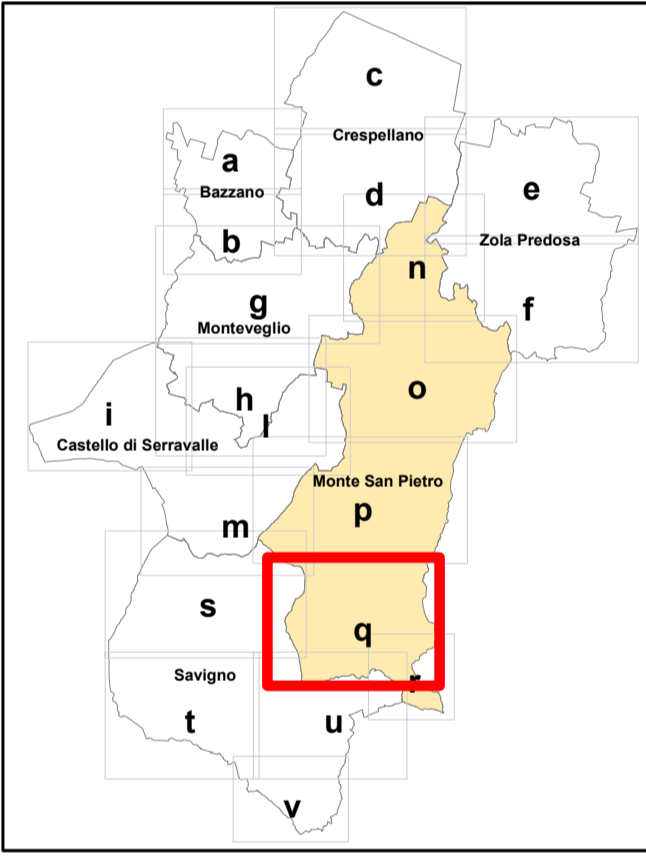 c
Crespellano
a
Bazzano
e
d
b
Zola Predosa
n
g
f
Monteveglio
o
h
i
l
Castello di Serravalle
Monte San Pietro
p
m
s
q
Savigno
r
t
u
v